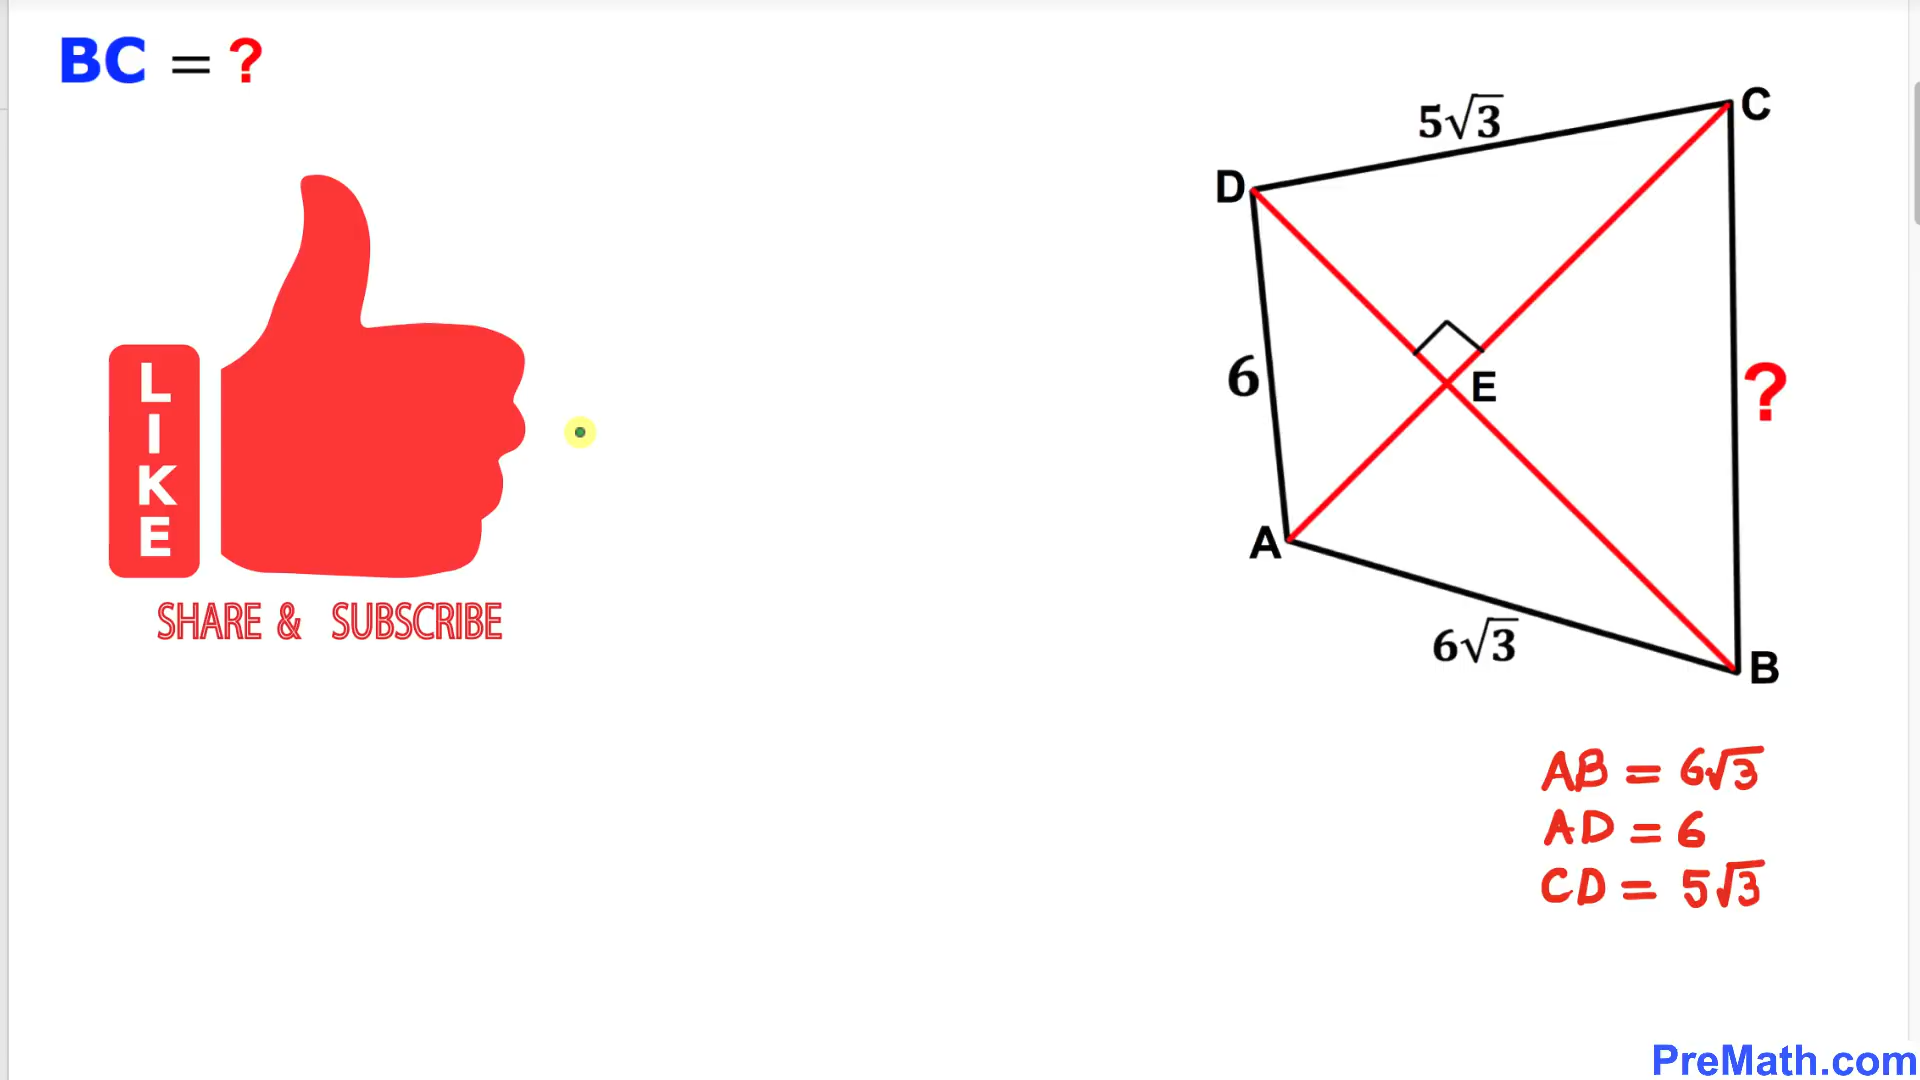 BC = ?
C
5√3
D
6
E
?
A
6√3
B
LIKE
SHARE & SUBSCRIBE
AB = 6√3
AD = 6
CD = 5√3
PreMath.com